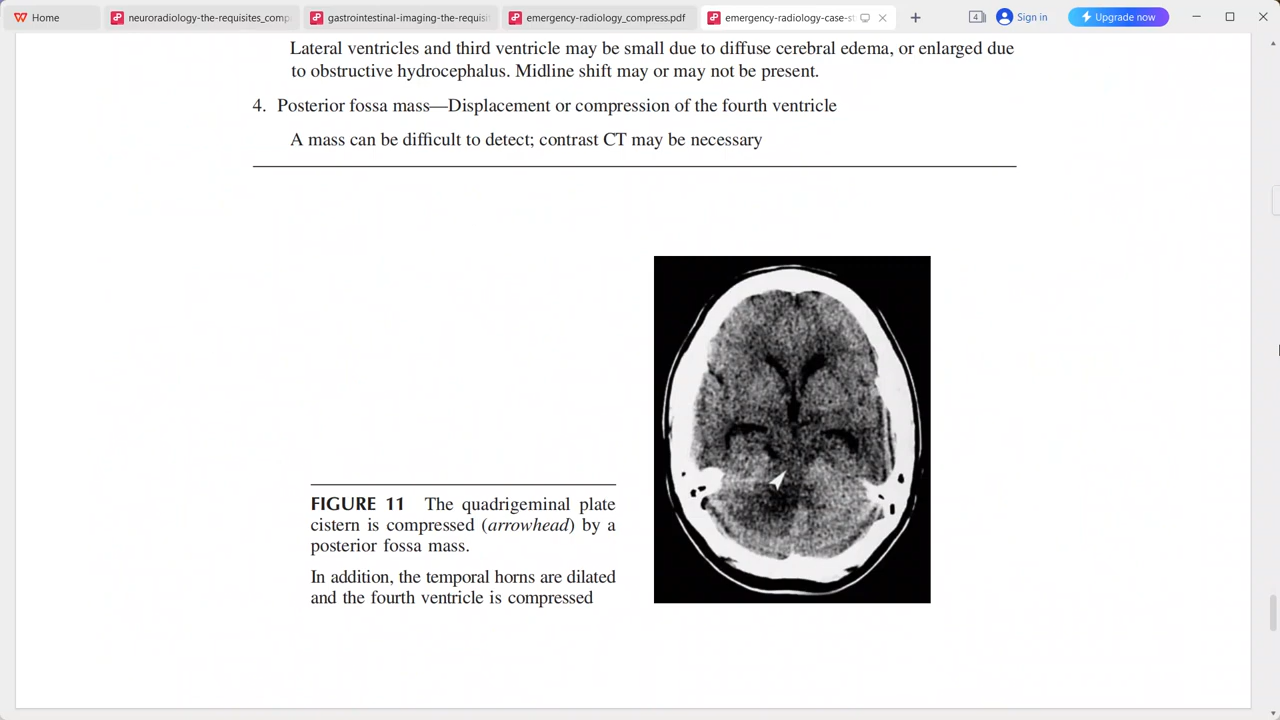 Home
neuroradiology-the-requisites_comp
gastrointestinal-imaging-the-requisit
emergency-radiology_compress.pdf
emergency-radiology-case-st
4
Sign in
Upgrade now
Lateral ventricles and third ventricle may be small due to diffuse cerebral edema, or enlarged due
to obstructive hydrocephalus. Midline shift may or may not be present.
4. Posterior fossa mass—Displacement or compression of the fourth ventricle
A mass can be difficult to detect; contrast CT may be necessary
FIGURE 11 The quadrigeminal plate
cistern is compressed (arrowhead) by a
posterior fossa mass.
In addition, the temporal horns are dilated
and the fourth ventricle is compressed